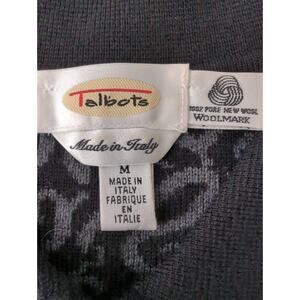 Talbots
100% PURE NEW WOOL
WOOLMARK
Made in Italy
M
MADE IN
ITALY
FABRIQUE
EN
ITALIE